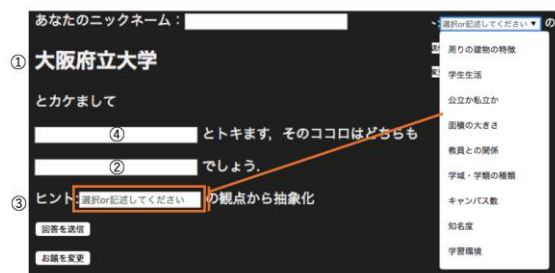 あなたのニックネーム：
① 大阪府立大学
とカケまして
④ とトキます，そのココロはどちらも
② でしょう．
③ ヒント:選択or記述してください の観点から抽象化
回答を送信
お題を変更
選択or記述してください ▼ の
周りの建物の特徴
学生生活
公立か私立か
面積の大きさ
教員との関係
学域・学類の種類
キャンパス数
知名度
学習環境